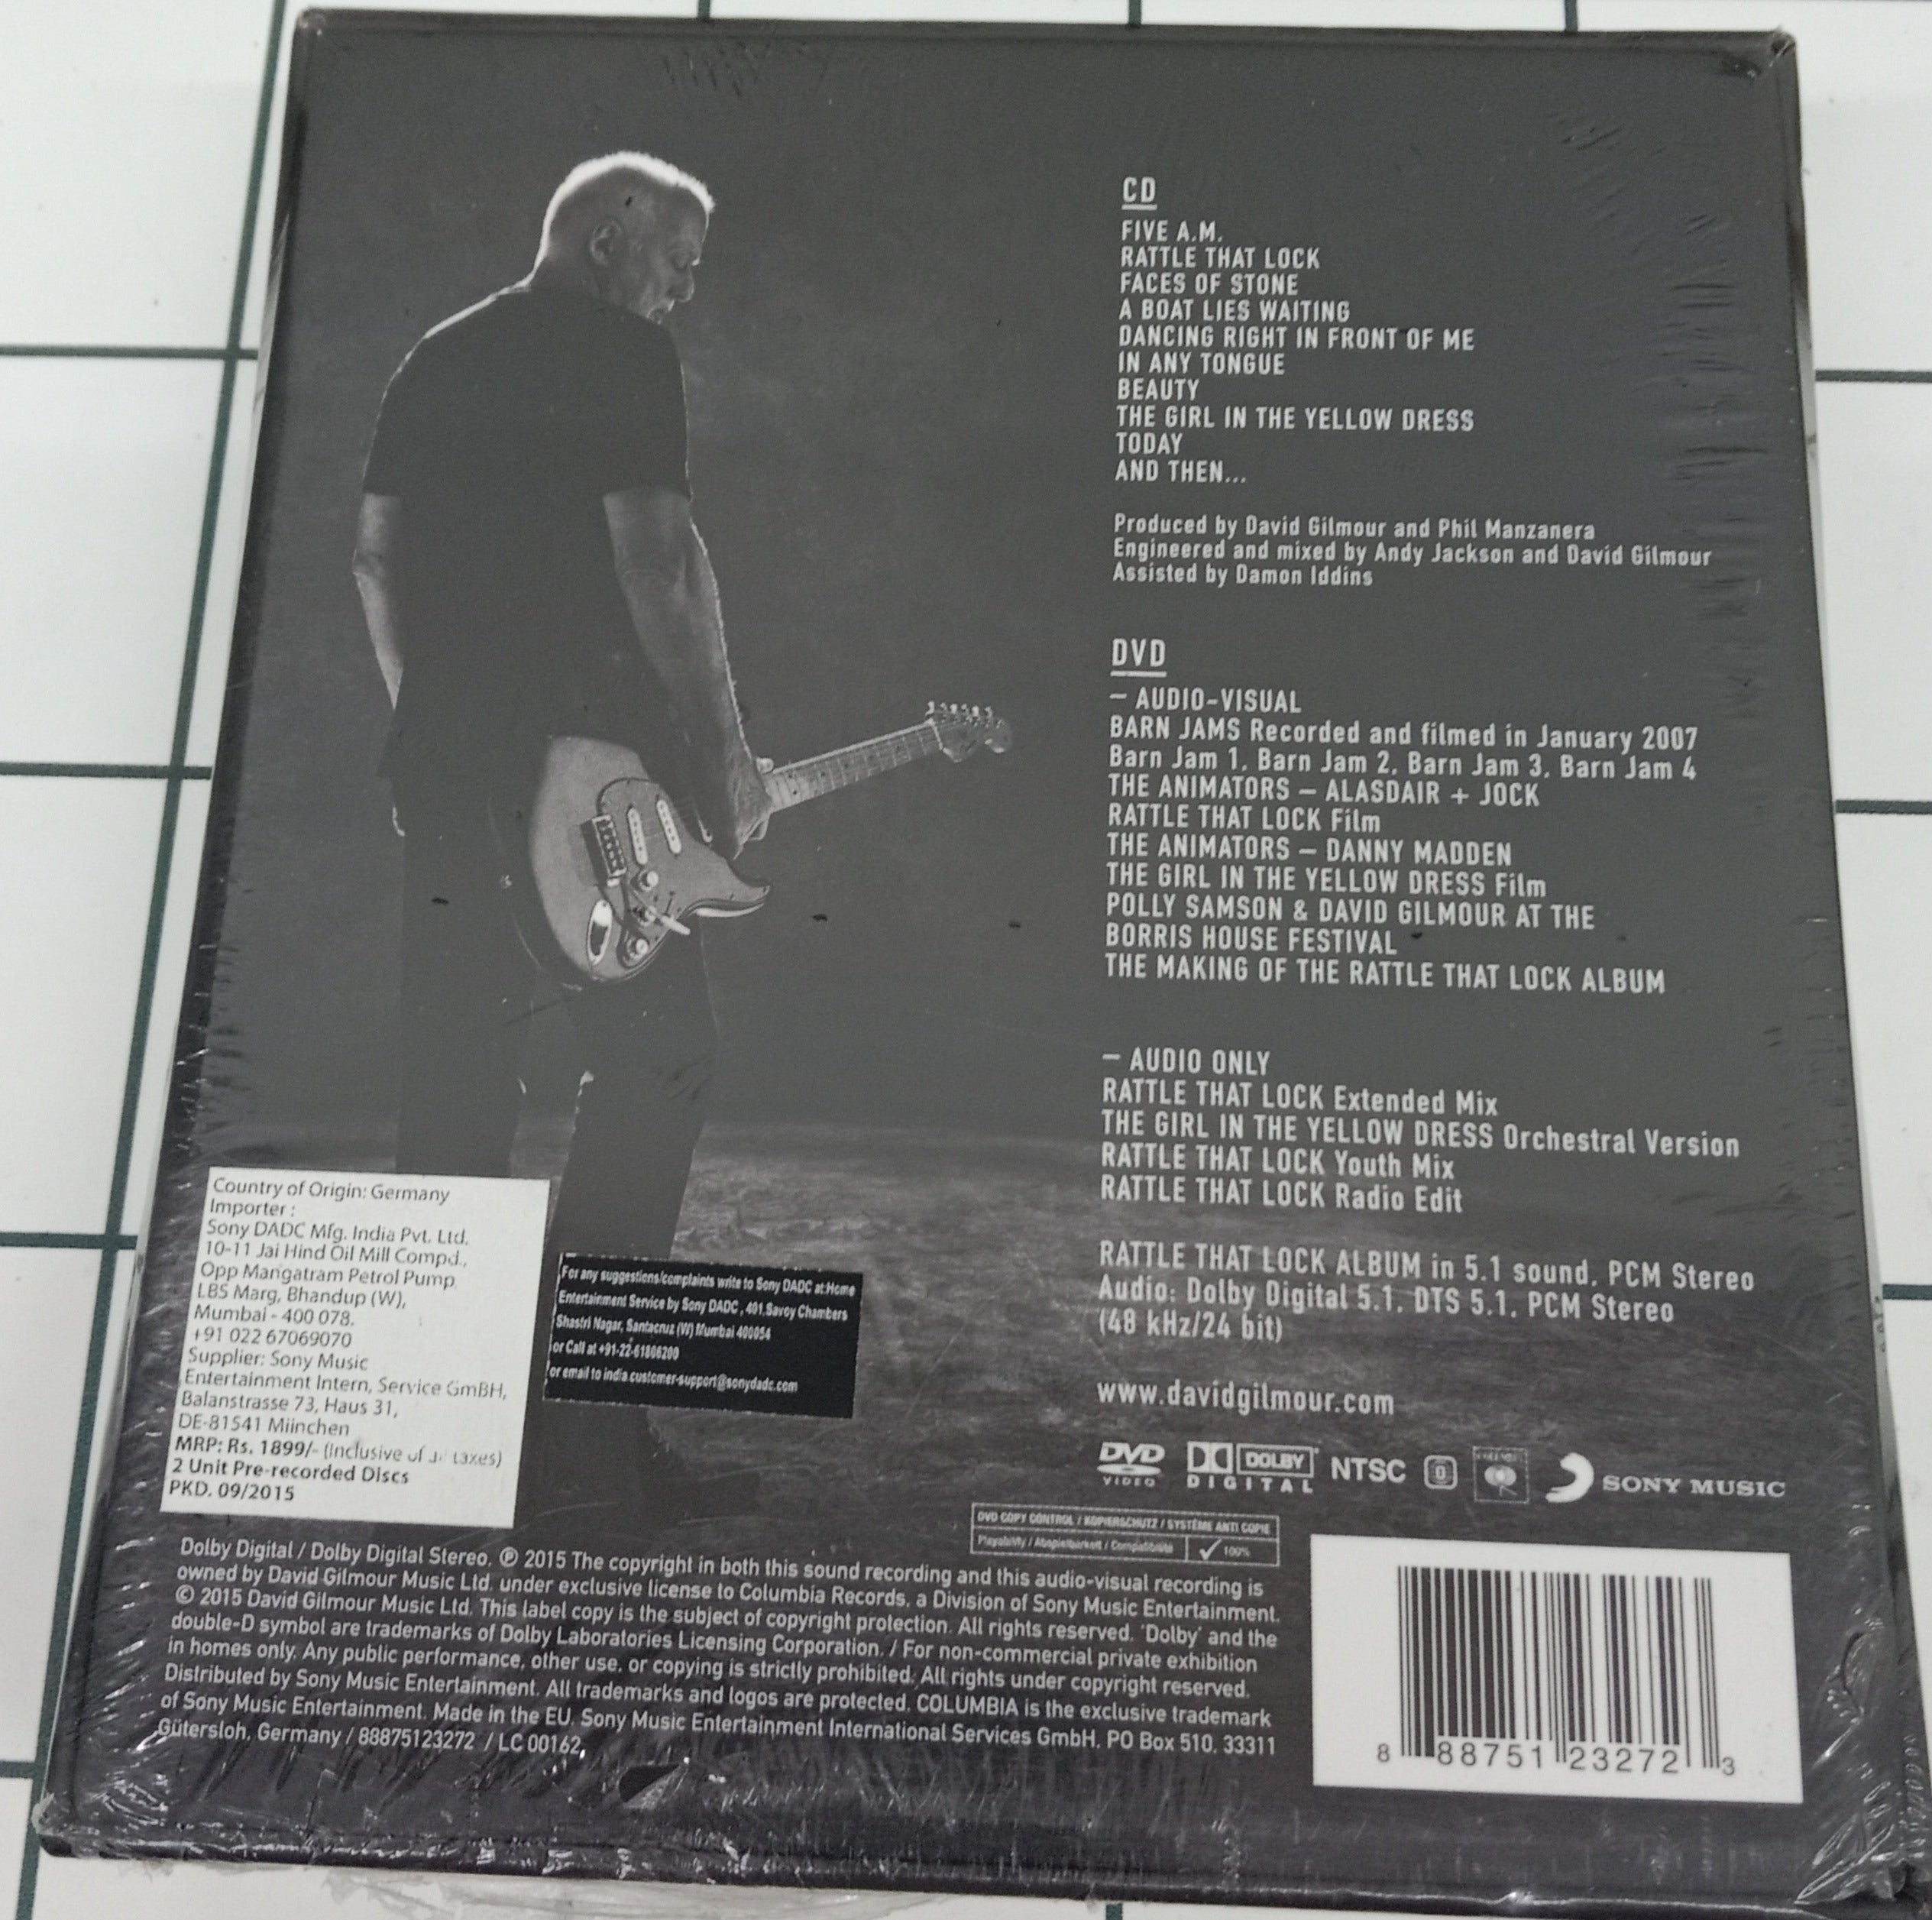 CD
FIVE A.M.
RATTLE THAT LOCK
FACES OF STONE
A BOAT LIES WAITING
DANCING RIGHT IN FRONT OF ME
IN ANY TONGUE
BEAUTY
THE GIRL IN THE YELLOW DRESS
TODAY
AND THEN...
Produced by David Gilmour and Phil Manzanera
Engineered and mixed by Andy Jackson and David Gilmour
Assisted by Damon Iddins
DVD
– AUDIO-VISUAL
BARN JAMS Recorded and filmed in January 2007
Barn Jam 1, Barn Jam 2, Barn Jam 3, Barn Jam 4
THE ANIMATORS – ALASDAIR + JOCK
RATTLE THAT LOCK Film
THE ANIMATORS – DANNY MADDEN
THE GIRL IN THE YELLOW DRESS Film
POLLY SAMSON & DAVID GILMOUR AT THE
BORRIS HOUSE FESTIVAL
THE MAKING OF THE RATTLE THAT LOCK ALBUM
– AUDIO ONLY
RATTLE THAT LOCK Extended Mix
THE GIRL IN THE YELLOW DRESS Orchestral Version
RATTLE THAT LOCK Youth Mix
RATTLE THAT LOCK Radio Edit
RATTLE THAT LOCK ALBUM in 5.1 sound, PCM Stereo
Audio: Dolby Digital 5.1, DTS 5.1, PCM Stereo
(48 kHz/24 bit)
www.davidgilmour.com
DVD VIDEO DOLBY DIGITAL NTSC 0 SONY MUSIC
Country of Origin: Germany
Importer :
Sony DADC Mfg. India Pvt. Ltd.
10-11 Jai Hind Oil Mill Compd.,
Opp Mangatram Petrol Pump.
LBS Marg, Bhandup (W),
Mumbai - 400 078.
+91 022 67069070
Supplier: Sony Music
Entertainment Intern, Service GmBH,
Balanstrasse 73, Haus 31,
DE-81541 Miinchen
MRP: Rs. 1899/- (Inclusive of taxes)
2 Unit Pre-recorded Discs
PKD. 09/2015
For any suggestions/complaints write to Sony DADC at:Home
Entertainment Service by Sony DADC , 401,Savoy Chambers
Shastri Nagar, Santacruz (W) Mumbai 400054
or Call at +91-22-61806200
or email to india.customer-support@sonydadc.com
DVD COPY CONTROL / KOPIERSCHUTZ / SYSTÈME ANTI COPIE
Playability / Abspielbarkeit / Compatibilité 100%
Dolby Digital / Dolby Digital Stereo. ℗ 2015 The copyright in both this sound recording and this audio-visual recording is
owned by David Gilmour Music Ltd. under exclusive license to Columbia Records, a Division of Sony Music Entertainment.
© 2015 David Gilmour Music Ltd. This label copy is the subject of copyright protection. All rights reserved. 'Dolby' and the
double-D symbol are trademarks of Dolby Laboratories Licensing Corporation. / For non-commercial private exhibition
in homes only. Any public performance, other use, or copying is strictly prohibited. All rights under copyright reserved.
Distributed by Sony Music Entertainment. All trademarks and logos are protected. COLUMBIA is the exclusive trademark
of Sony Music Entertainment. Made in the EU. Sony Music Entertainment International Services GmbH. PO Box 510, 33311
Gütersloh, Germany / 88875123272 / LC 00162.
8 88751 23272 3